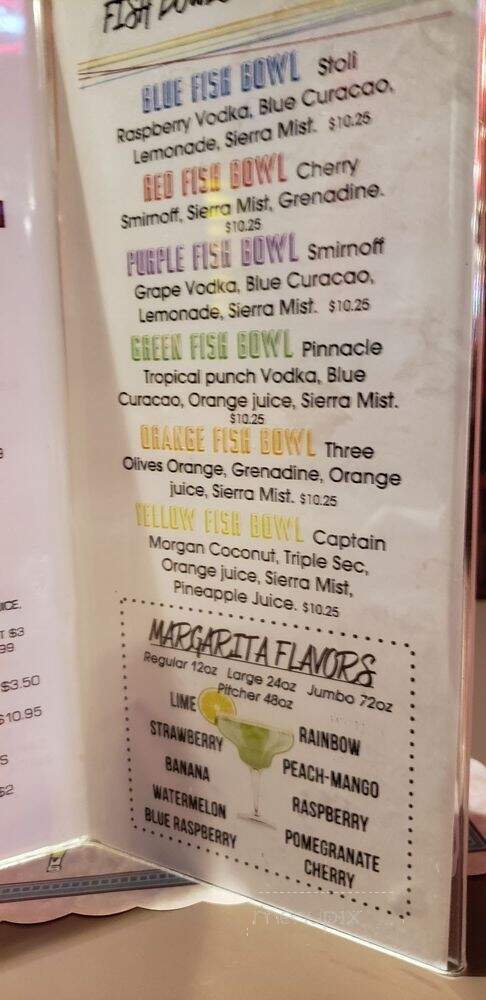 FISH BOWLS
BLUE FISH BOWL Stoli
Raspberry Vodka, Blue Curacao,
Lemonade, Sierra Mist. $10.25
RED FISH BOWL Cherry
Smirnoff, Sierra Mist, Grenadine.
$10.25
PURPLE FISH BOWL Smirnoff
Grape Vodka, Blue Curacao,
Lemonade, Sierra Mist. $10.25
GREEN FISH BOWL Pinnacle
Tropical punch Vodka, Blue
Curacao, Orange juice, Sierra Mist.
$10.25
ORANGE FISH BOWL Three
Olives Orange, Grenadine, Orange
juice, Sierra Mist. $10.25
YELLOW FISH BOWL Captain
Morgan Coconut, Triple Sec,
Orange juice, Sierra Mist,
Pineapple Juice. $10.25
MARGARITA FLAVORS
Regular 12oz Large 24oz Jumbo 72oz
Pitcher 48oz
LIME
STRAWBERRY
BANANA
WATERMELON
BLUE RASPBERRY
RAINBOW
PEACH-MANGO
RASPBERRY
POMEGRANATE
CHERRY
$3.50
$10.95
menupix